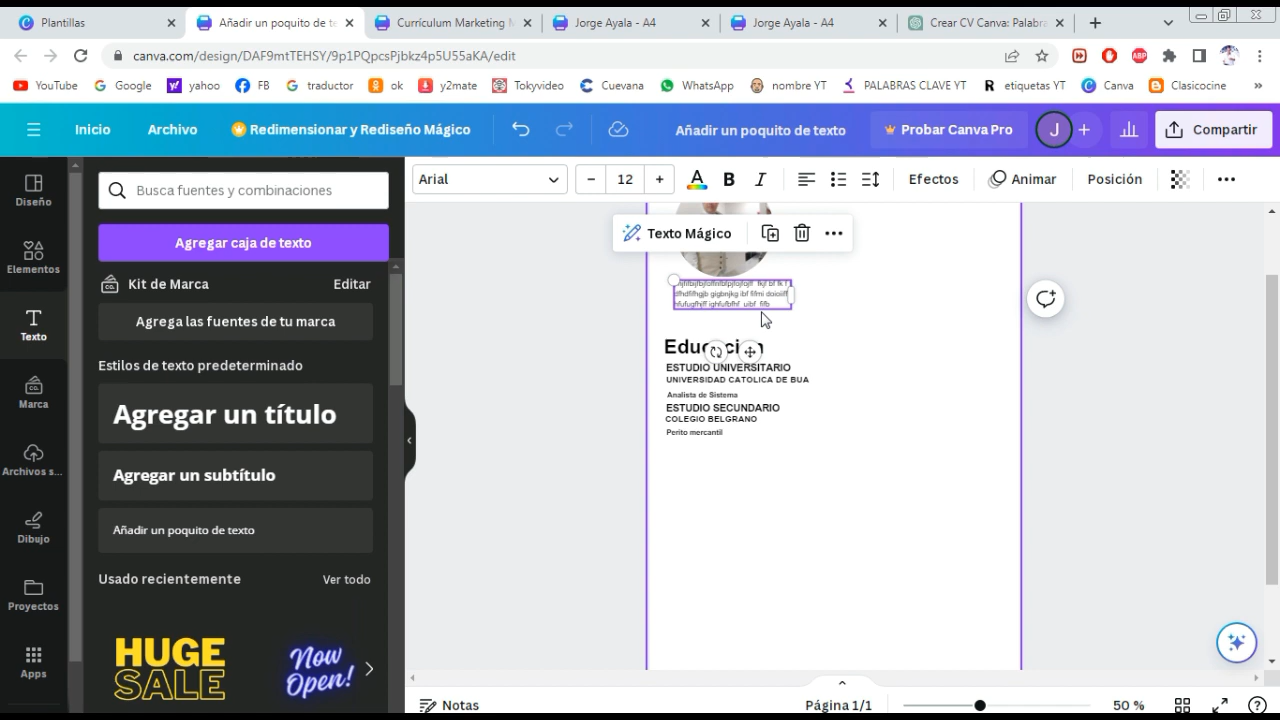 Plantillas
Añadir un poquito de te
Currículum Marketing M
Jorge Ayala - A4
Jorge Ayala - A4
Crear CV Canva: Palabra
canva.com/design/DAF9mtTEHSY/9p1PQpcsPjbkz4p5U55aKA/edit
YouTube
Google
yahoo
FB
traductor
ok
y2mate
Tokyvideo
Cuevana
WhatsApp
nombre YT
PALABRAS CLAVE YT
etiquetas YT
Canva
Clasicocine
Inicio
Archivo
Redimensionar y Rediseño Mágico
Añadir un poquito de texto
Probar Canva Pro
J
Compartir
Arial
12
Efectos
Animar
Posición
Diseño
Elementos
Texto
Marca
Archivos s...
Dibujo
Proyectos
Apps
Busca fuentes y combinaciones
Agregar caja de texto
Kit de Marca
Editar
Agrega las fuentes de tu marca
Estilos de texto predeterminado
Agregar un título
Agregar un subtítulo
Añadir un poquito de texto
Usado recientemente
Ver todo
HUGE
SALE
Now
Open!
Texto Mágico
ESTUDIO UNIVERSITARIO
UNIVERSIDAD CATOLICA DE BUA
Analista de Sistema
ESTUDIO SECUNDARIO
COLEGIO BELGRANO
Perito mercantil
Notas
Página 1/1
50 %